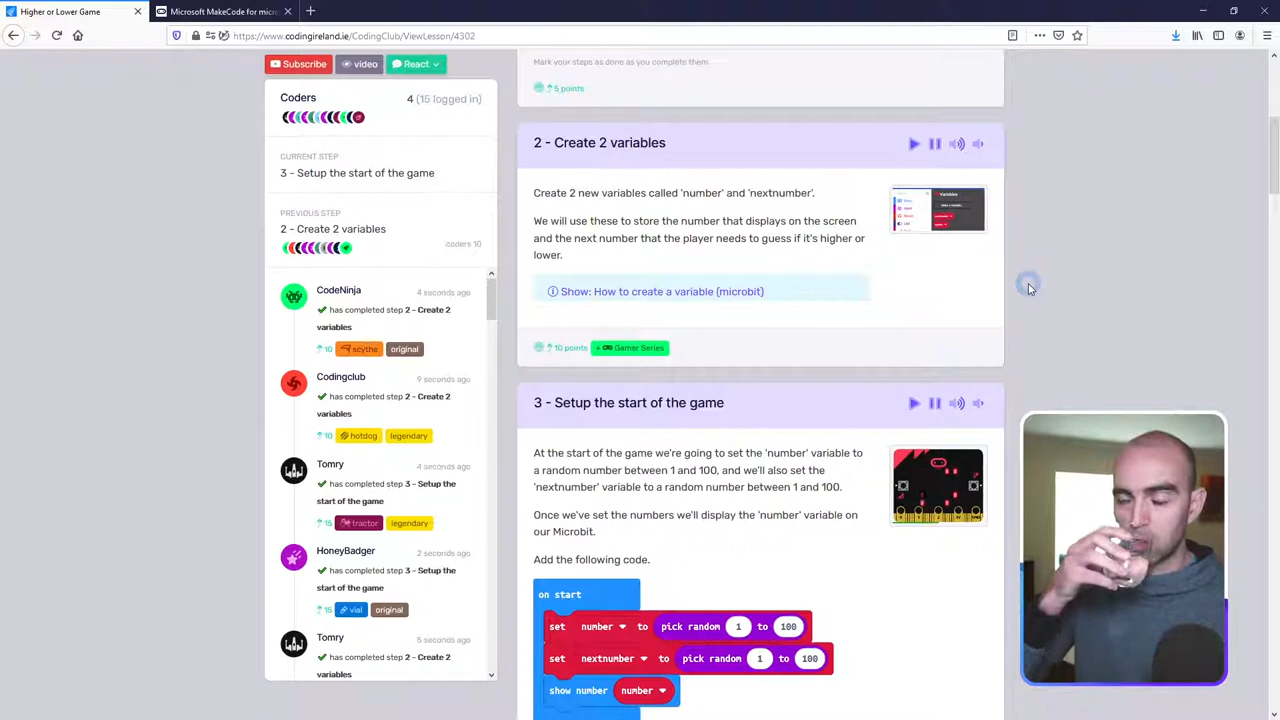 Higher or Lower Game
Microsoft MakeCode for micr
https://www.codingireland.ie/CodingClub/ViewLesson/4302
Subscribe
video
React
Coders
4 (15 logged in)
CURRENT STEP
3 - Setup the start of the game
PREVIOUS STEP
2 - Create 2 variables
coders 10
CodeNinja
4 seconds ago
has completed step 2 - Create 2
variables
10 scythe original
Codingclub
9 seconds ago
has completed step 2 - Create 2
variables
10 hotdog legendary
Tomry
4 seconds ago
has completed step 3 - Setup the
start of the game
15 tractor legendary
HoneyBadger
2 seconds ago
has completed step 3 - Setup the
start of the game
15 vial original
Tomry
5 seconds ago
has completed step 2 - Create 2
variables
Mark your steps as done as you complete them.
5 points
2 - Create 2 variables
Create 2 new variables called 'number' and 'nextnumber'.
We will use these to store the number that displays on the screen
and the next number that the player needs to guess if it's higher or
lower.
Show: How to create a variable (microbit)
10 points + Gamer Series
3 - Setup the start of the game
At the start of the game we're going to set the 'number' variable to
a random number between 1 and 100, and we'll also set the
'nextnumber' variable to a random number between 1 and 100.
Once we've set the numbers we'll display the 'number' variable on
our Microbit.
Add the following code.
on start
set number to pick random 1 to 100
set nextnumber to pick random 1 to 100
show number number